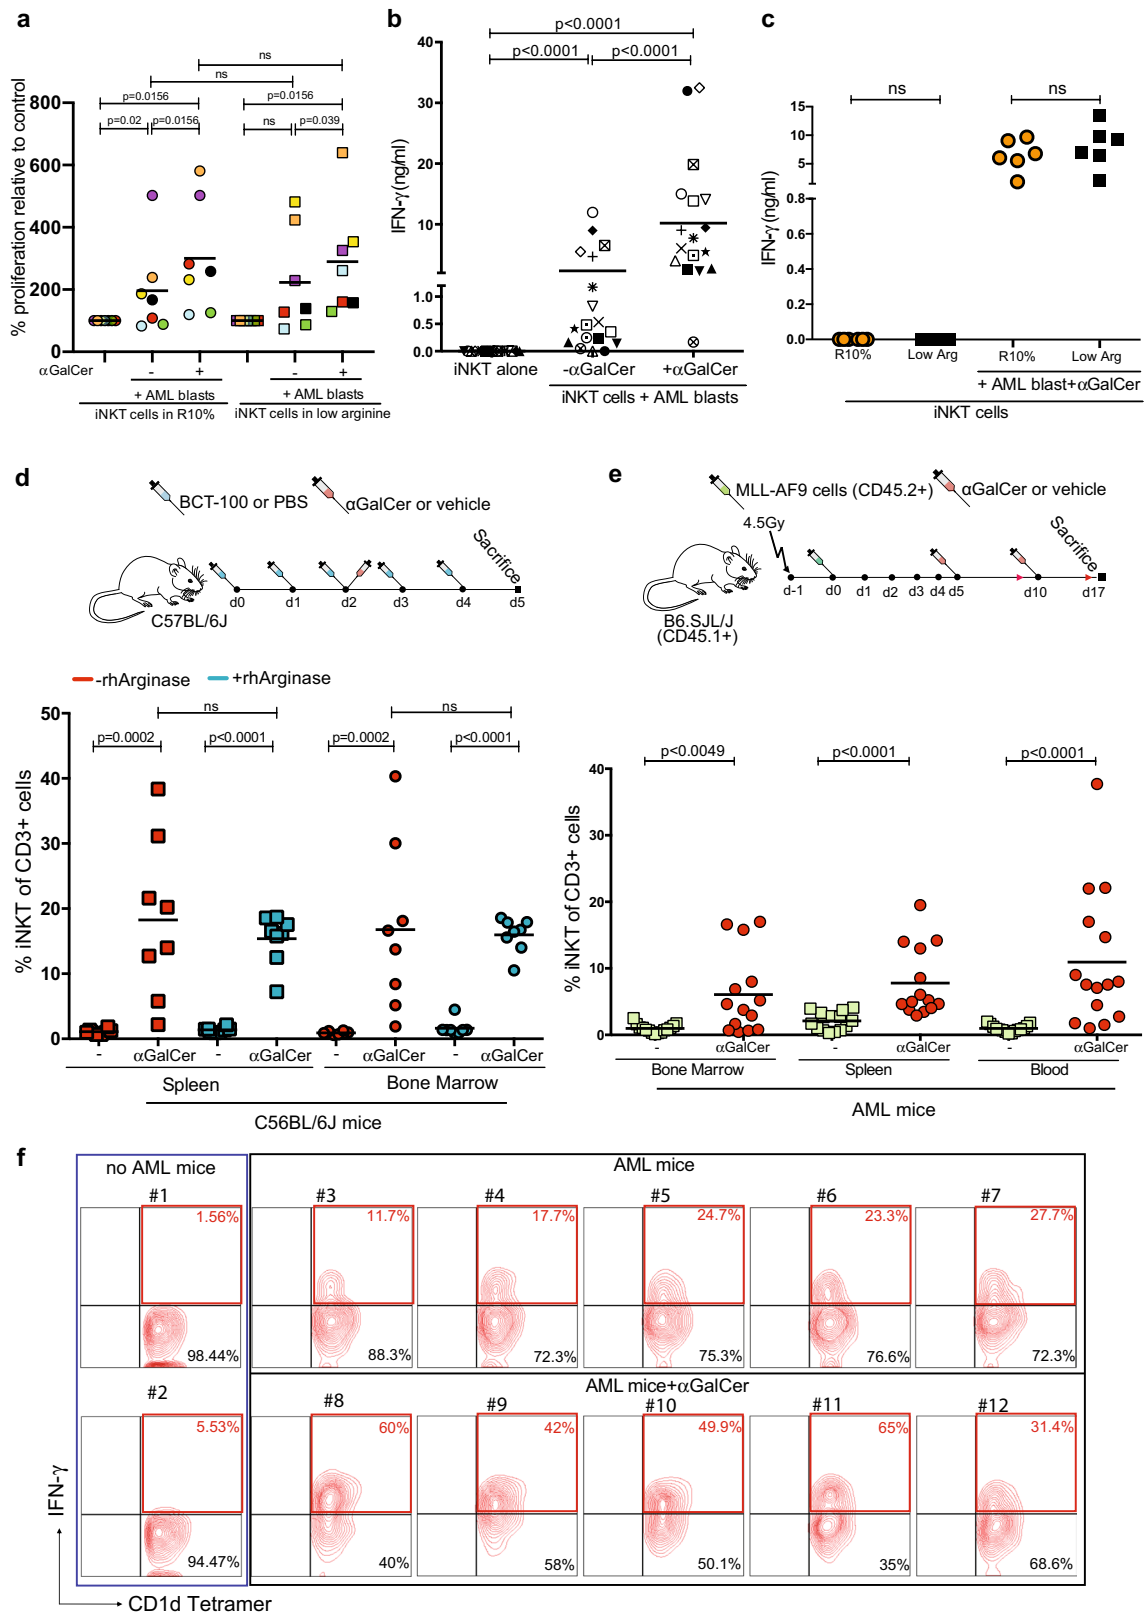 a
% proliferation relative to control
800
600
400
200
0
ns
ns
p=0.0156
p=0.0156
p=0.02
p=0.0156
ns
p=0.039
αGalCer
-
+
-
+
+ AML blasts
+ AML blasts
iNKT cells in R10%
iNKT cells in low arginine
b
IFN-γ(ng/ml)
p<0.0001
p<0.0001
p<0.0001
40
30
20
10
1.0
0.5
0.0
iNKT alone
-αGalCer
+αGalCer
iNKT cells + AML blasts
c
IFN-γ(ng/ml)
ns
ns
15
10
5
0.8
0.6
0.4
0.2
0.0
R10%
Low Arg
R10%
Low Arg
+ AML blast+αGalCer
iNKT cells
d
BCT-100 or PBS
αGalCer or vehicle
Sacrifice
d0
d1
d2
d3
d4
d5
C57BL/6J
-rhArginase
+rhArginase
% iNKT of CD3+ cells
ns
ns
p=0.0002
p<0.0001
p=0.0002
p<0.0001
50
40
30
20
10
0
-
αGalCer
-
αGalCer
-
αGalCer
-
αGalCer
Spleen
Bone Marrow
C56BL/6J mice
e
MLL-AF9 cells (CD45.2+)
αGalCer or vehicle
4.5Gy
Sacrifice
d-1
d0
d1
d2
d3
d4
d5
d10
d17
B6.SJL/J
(CD45.1+)
% iNKT of CD3+ cells
p<0.0049
p<0.0001
p<0.0001
40
30
20
10
0
-
αGalCer
-
αGalCer
-
αGalCer
Bone Marrow
Spleen
Blood
AML mice
f
no AML mice
AML mice
#1
#3
#4
#5
#6
#7
1.56%
11.7%
17.7%
24.7%
23.3%
27.7%
98.44%
88.3%
72.3%
75.3%
76.6%
72.3%
AML mice+αGalCer
#2
#8
#9
#10
#11
#12
5.53%
60%
42%
49.9%
65%
31.4%
94.47%
40%
58%
50.1%
35%
68.6%
IFN-γ
CD1d Tetramer